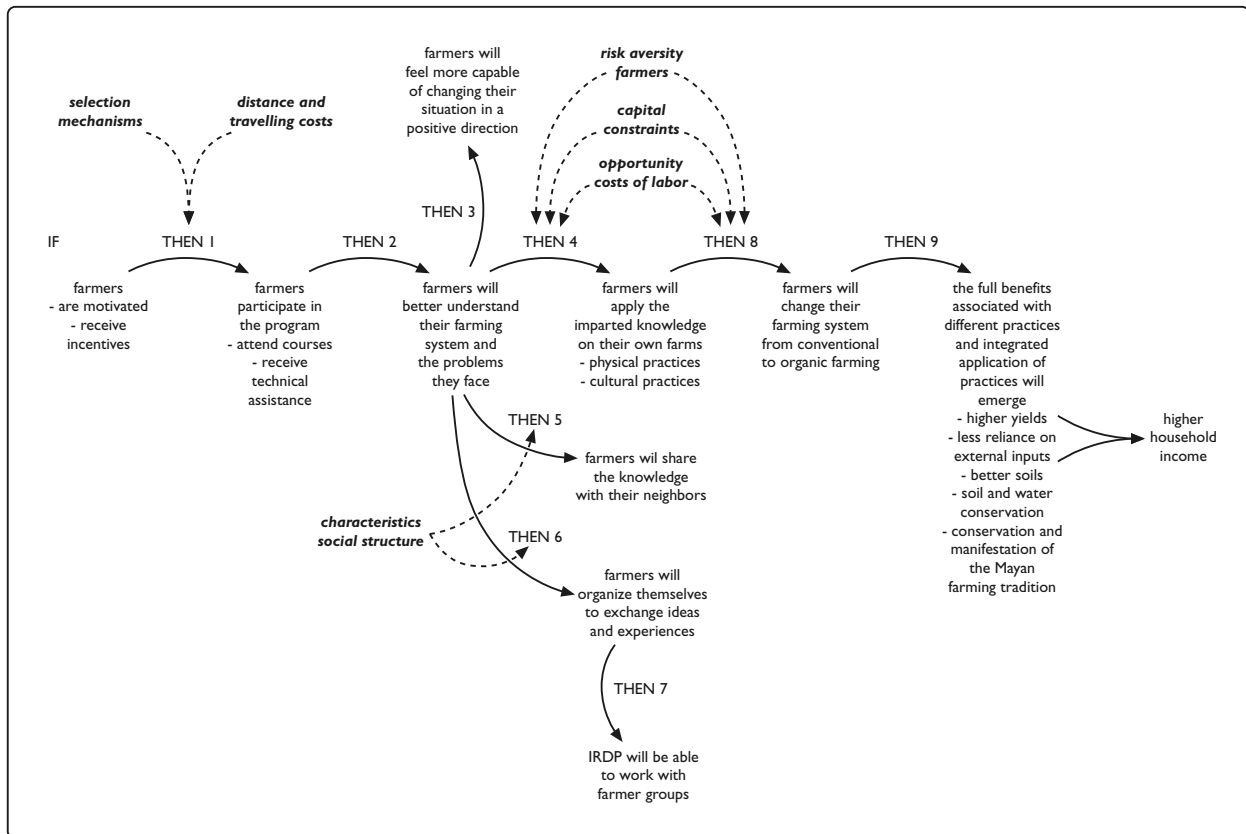 farmers will
feel more capable
of changing their
situation in a
positive direction
risk aversity
farmers
selection
mechanisms
distance and
travelling costs
capital
constraints
opportunity
costs of labor
THEN 3
IF
THEN 1
THEN 2
THEN 4
THEN 8
THEN 9
farmers
- are motivated
- receive
incentives
farmers
participate in
the program
- attend courses
- receive
technical
assistance
farmers will
better understand
their farming
system and
the problems
they face
farmers will
apply the
imparted knowledge
on their own farms
- physical practices
- cultural practices
farmers will
change their
farming system
from conventional
to organic farming
the full benefits
associated with
different practices
and integrated
application of
practices will
emerge
- higher yields
- less reliance on
external inputs
- better soils
- soil and water
conservation
- conservation and
manifestation of
the Mayan
farming tradition
higher
household
income
THEN 5
farmers wil share
the knowledge
with their neighbors
characteristics
social structure
THEN 6
farmers will
organize themselves
to exchange ideas
and experiences
THEN 7
IRDP will be able
to work with
farmer groups